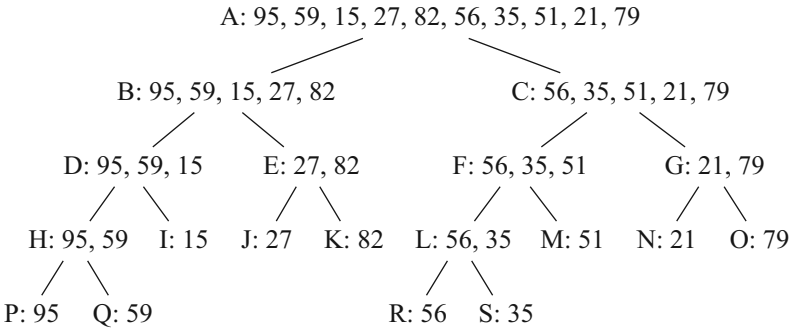 A: 95, 59, 15, 27, 82, 56, 35, 51, 21, 79
B: 95, 59, 15, 27, 82
C: 56, 35, 51, 21, 79
D: 95, 59, 15
E: 27, 82
F: 56, 35, 51
G: 21, 79
H: 95, 59
I: 15
J: 27
K: 82
L: 56, 35
M: 51
N: 21
O: 79
P: 95
Q: 59
R: 56
S: 35